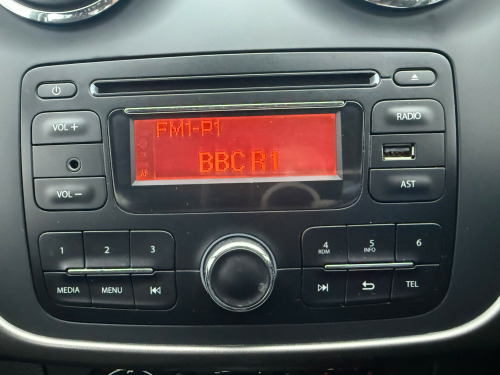 FM1-P1
BBC R1
AF
VOL +
RADIO
VOL −
AST
1 2 3 4 5 6
RDM INFO
MEDIA MENU TEL